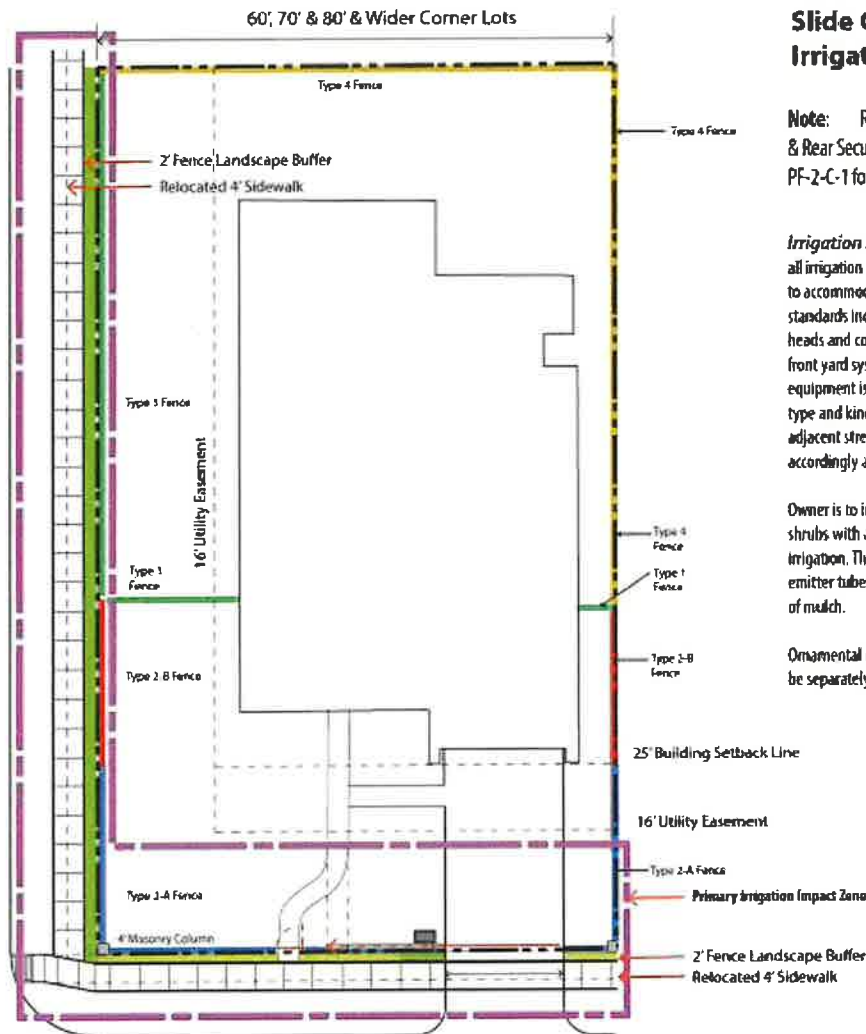 60', 70' & 80' & Wider Corner Lots
Slide
Irrigat
Type 4 Fence
Note:
& Rear Secu
PF-2-C-1 fo
Type 4 Fence
2' Fence Landscape Buffer
Relocated 4' Sidewalk
Irrigation
all irrigation
to accommod
standards inc
heads and co
front yard sys
equipment is
type and kin
adjacent stre
accordingly a
Type 3 Fence
16' Utility Easement
Owner is to i
shrubs with
irrigation. Th
emitter tube
of mulch.
Type 4
Fence
Type 1
Fence
Type 1
Fence
Ornamental
be separately
Type 2-B
Fence
Type 2-B Fence
25' Building Setback Line
16' Utility Easement
Type 2-A Fence
Type 2-A Fence
Primary Irrigation Impact Zone
4' Masonry Column
2' Fence Landscape Buffer
Relocated 4' Sidewalk